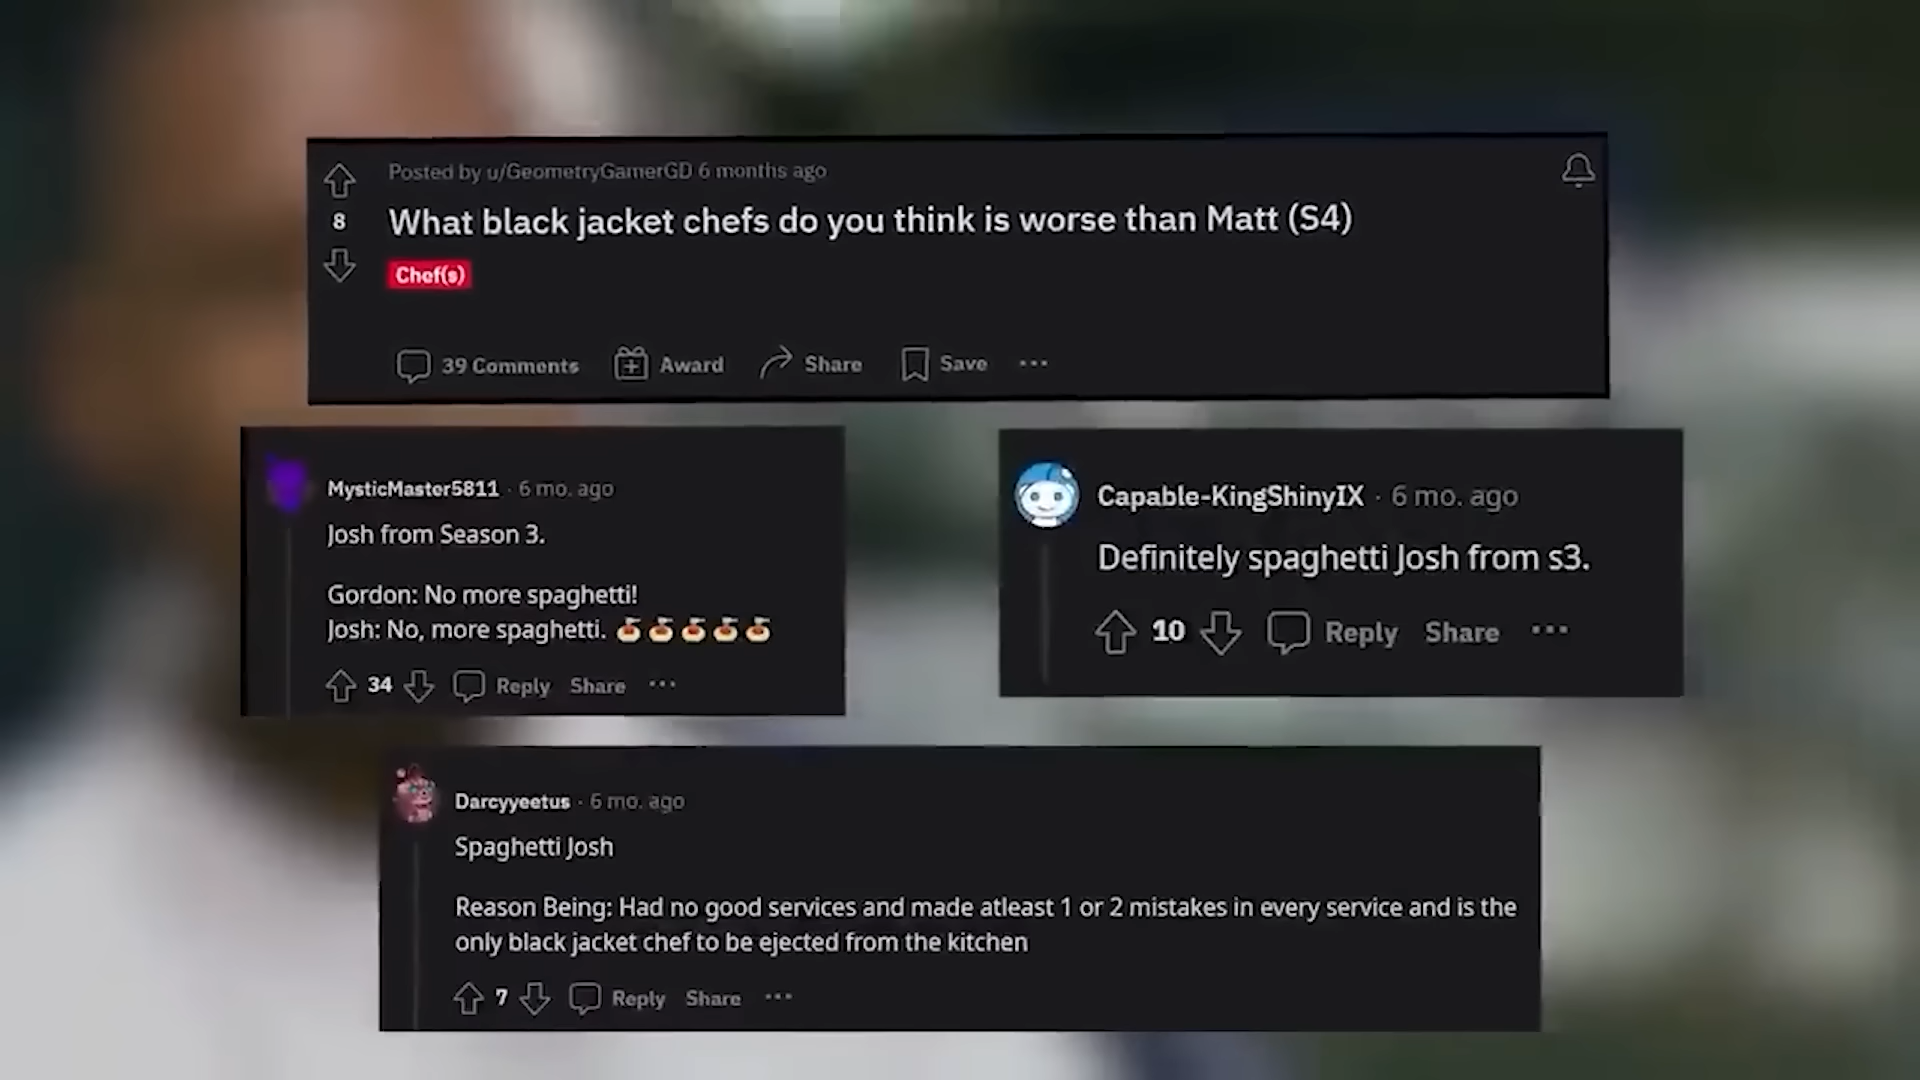 Posted by u/GeometryGamerGD 6 months ago
8
What black jacket chefs do you think is worse than Matt (S4)
Chef(s)
39 Comments Award Share Save ...
MysticMaster5811 · 6 mo. ago
Josh from Season 3.
Gordon: No more spaghetti!
Josh: No, more spaghetti. 🍝🍝🍝🍝🍝
34 Reply Share ...
Capable-KingShinyIX · 6 mo. ago
Definitely spaghetti Josh from s3.
10 Reply Share ...
Darcyyeetus · 6 mo. ago
Spaghetti Josh
Reason Being: Had no good services and made atleast 1 or 2 mistakes in every service and is the
only black jacket chef to be ejected from the kitchen
7 Reply Share ...